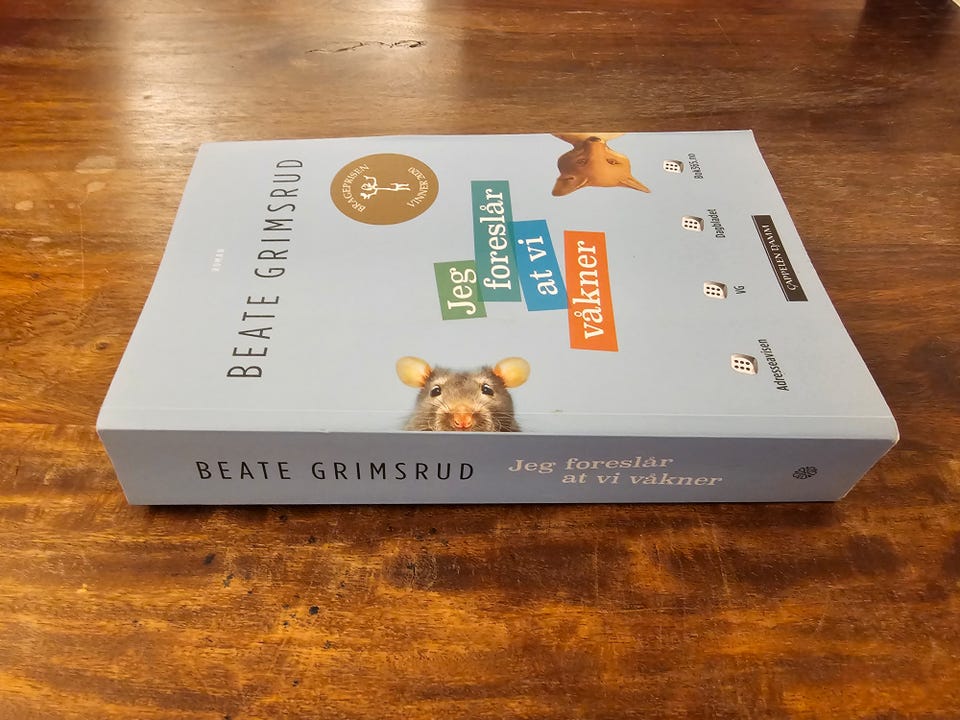 ROMAN
BEATE GRIMSRUD
BRAGEPRISEN
VINNER 2020
Jeg
foreslår
at vi
våkner
Bok365.no
Dagbladet
VG
Adresseavisen
CAPPELEN DAMM
BEATE GRIMSRUD
Jeg foreslår
at vi våkner